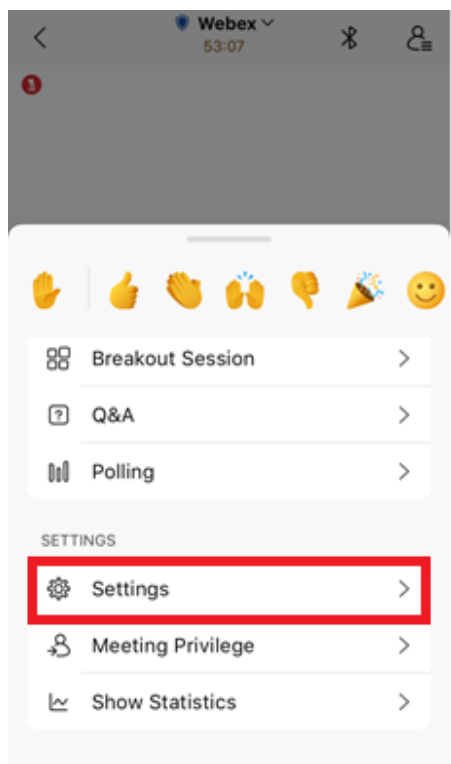 Webex
53:07
Breakout Session
Q&A
Polling
SETTINGS
Settings
Meeting Privilege
Show Statistics